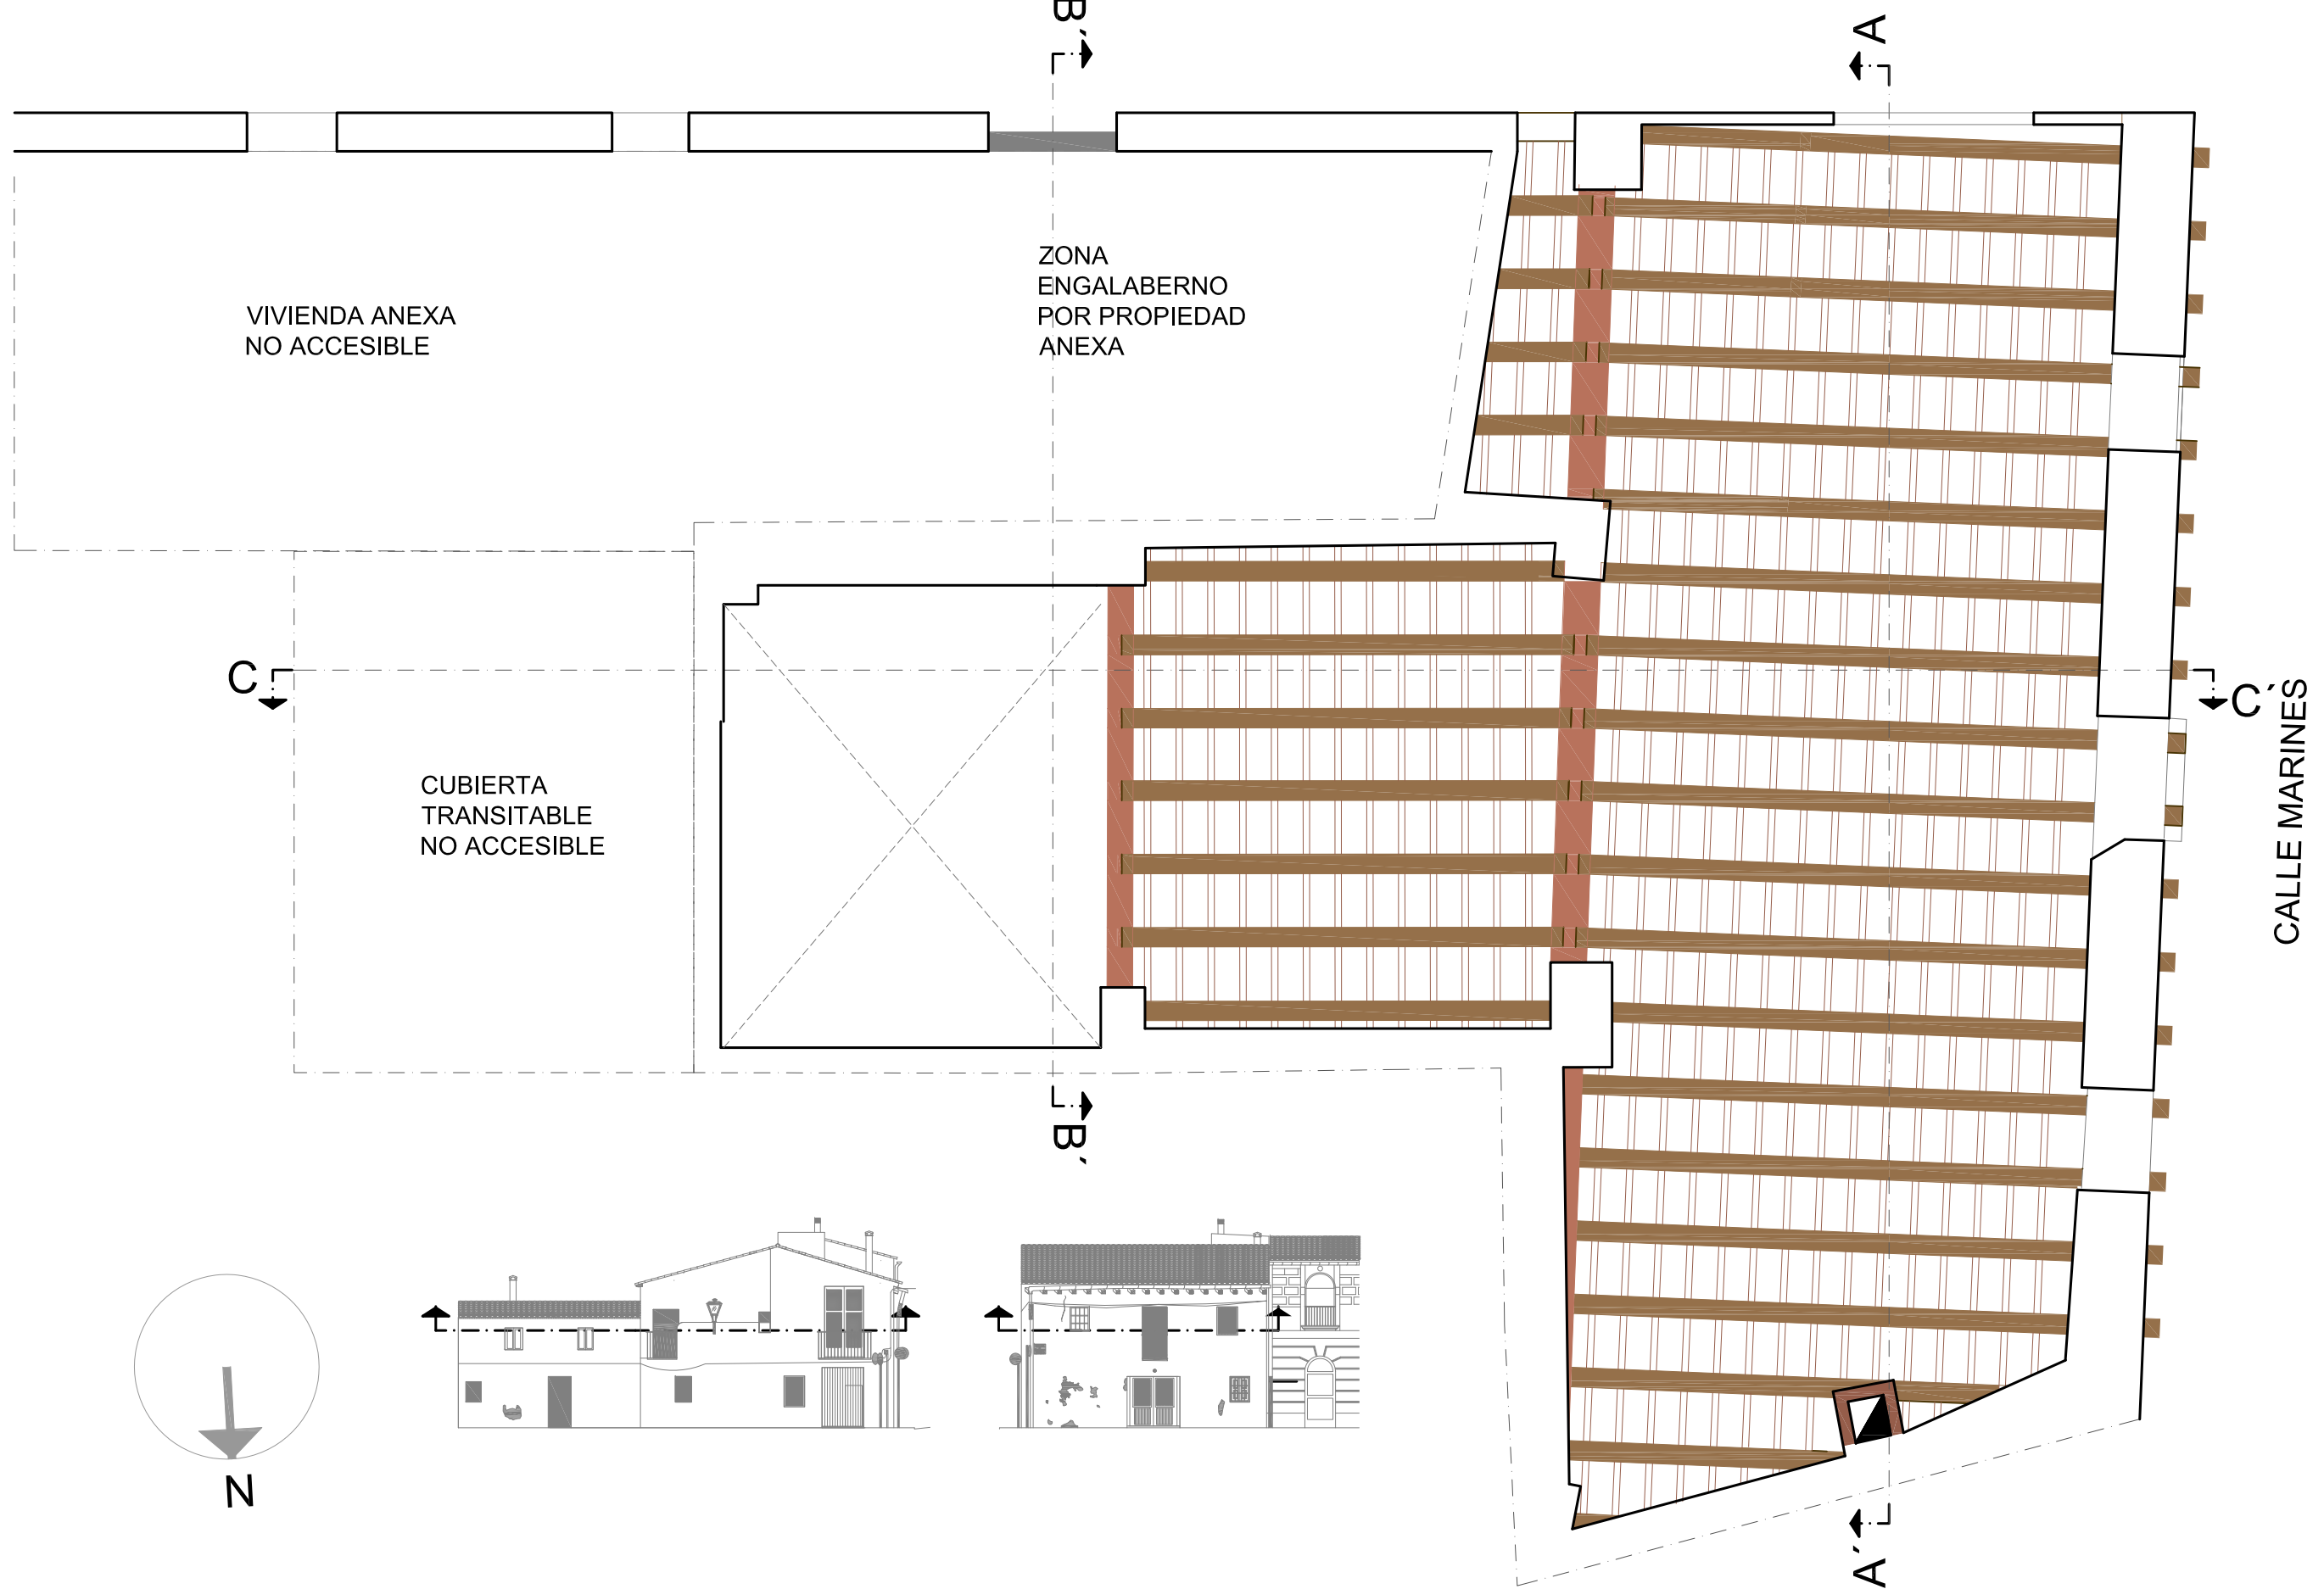 B´
A
ZONA
ENGALABERNO
POR PROPIEDAD
ANEXA
VIVIENDA ANEXA
NO ACCESIBLE
C
C´
CALLE MARINES
CUBIERTA
TRANSITABLE
NO ACCESIBLE
B´
N
A´